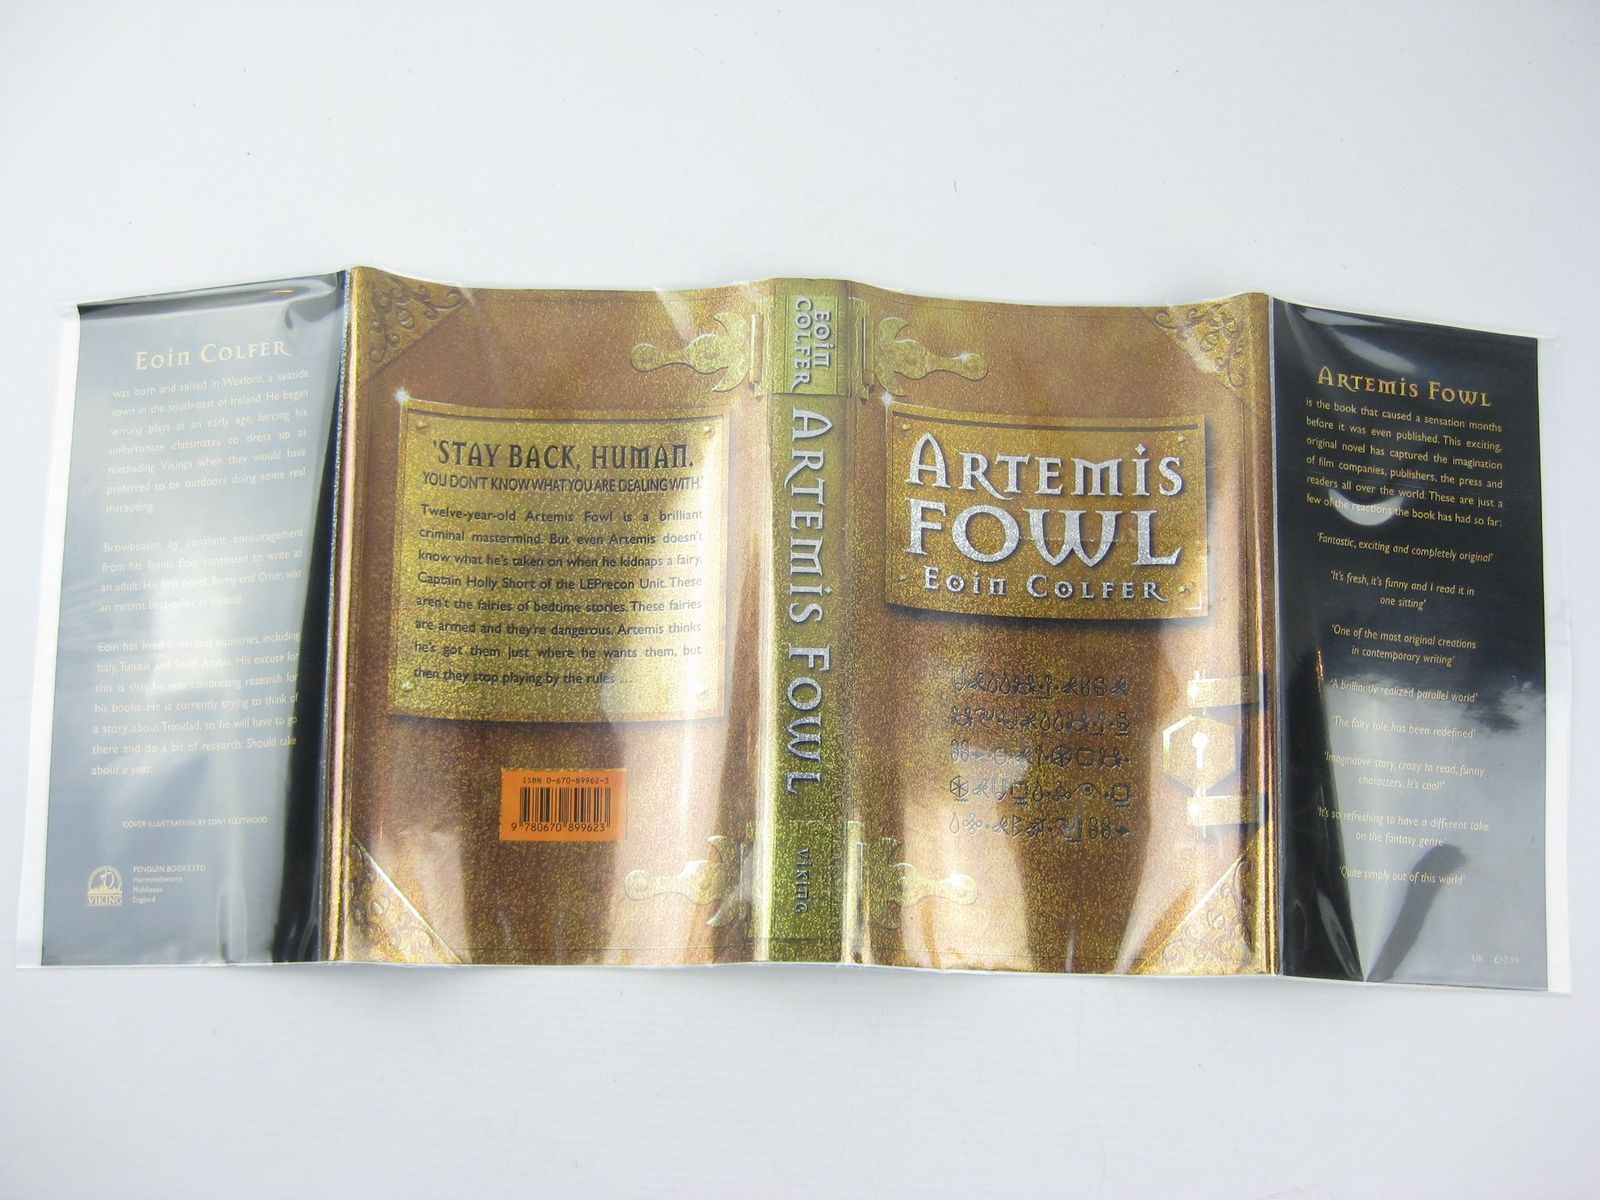 Eoin Colfer
was born and raised in Wexford, a seaside
town in the south-east of Ireland. He began
writing plays at an early age, forcing his
unfortunate classmates to dress up as
marauding Vikings when they would have
preferred to be outdoors doing some real
marauding.
Browbeaten by constant encouragement
from his family, Eoin continued to write as
an adult. His first novel, Benny and Omar, was
an instant best-seller in Ireland.
Eoin has lived in various countries, including
Italy, Tunisia and Saudi Arabia. His excuse for
this is that he was conducting research for
his books. He is currently trying to think of
a story about Trinidad, so he will have to go
there and do a bit of research. Should take
about a year.
COVER ILLUSTRATION BY TONY FLEETWOOD
VIKING
PENGUIN BOOKS LTD
Harmondsworth
Middlesex
England
'STAY BACK, HUMAN.
YOU DON'T KNOW WHAT YOU ARE DEALING WITH.'
Twelve-year-old Artemis Fowl is a brilliant
criminal mastermind. But even Artemis doesn't
know what he's taken on when he kidnaps a fairy,
Captain Holly Short of the LEPrecon Unit. These
aren't the fairies of bedtime stories. These fairies
are armed and they're dangerous. Artemis thinks
he's got them just where he wants them, but
then they stop playing by the rules ...
ISBN 0-670-89962-3
9 780670 899623
EOIN COLFER
ARTEMIS FOWL
VIKING
ARTEMIS
FOWL
EOIN COLFER
ARTEMIS FOWL
is the book that caused a sensation months
before it was even published. This exciting,
original novel has captured the imagination
of film companies, publishers, the press and
readers all over the world. These are just a
few of the reactions the book has had so far:
'Fantastic, exciting and completely original'
'It's fresh, it's funny and I read it in
one sitting'
'One of the most original creations
in contemporary writing'
'A brilliantly realized parallel world'
'The fairy tale has been redefined'
'Imaginative story, crazy to read, funny
characters. It's cool!'
'It's so refreshing to have a different take
on the fantasy genre'
'Quite simply out of this world'
UK £12.99